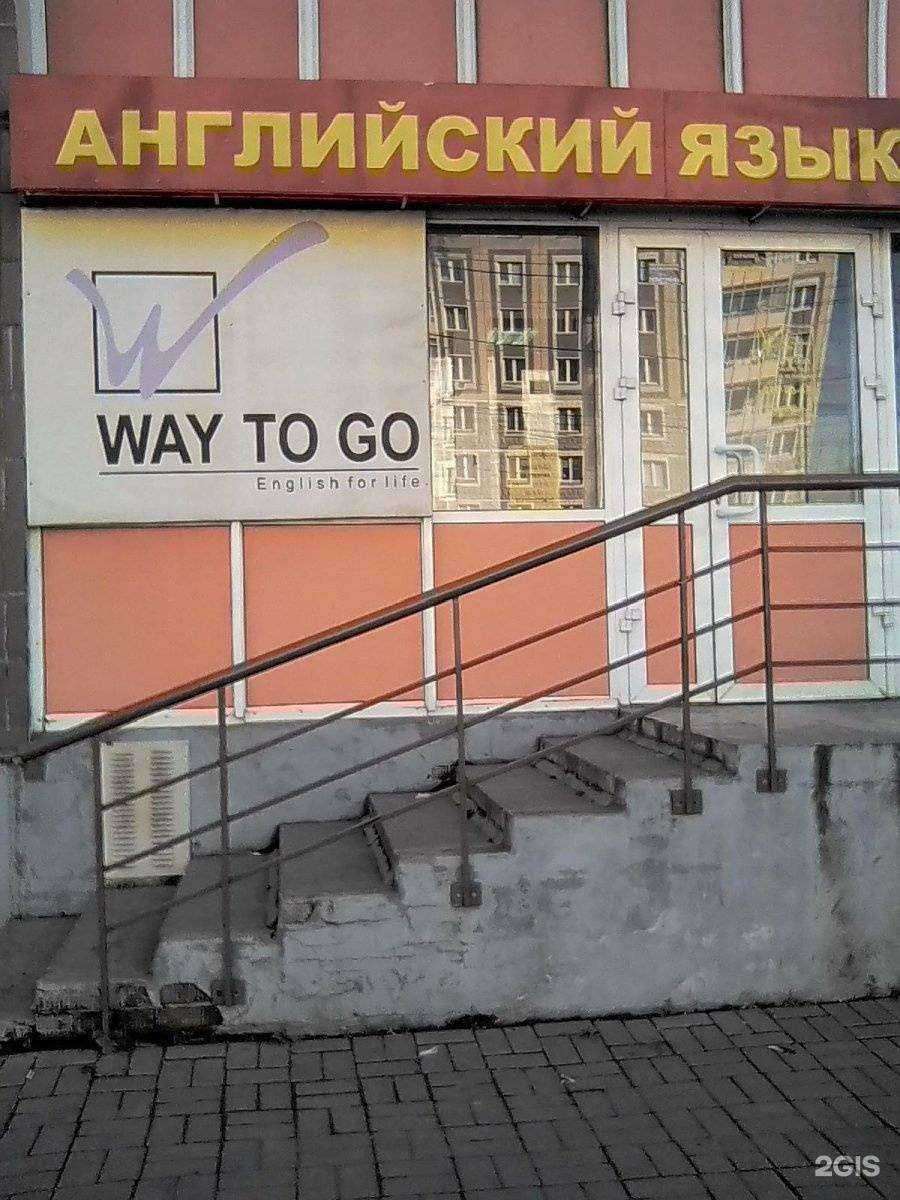 АНГЛИЙСКИЙ ЯЗЫК
W
WAY TO GO
English for life
2GIS